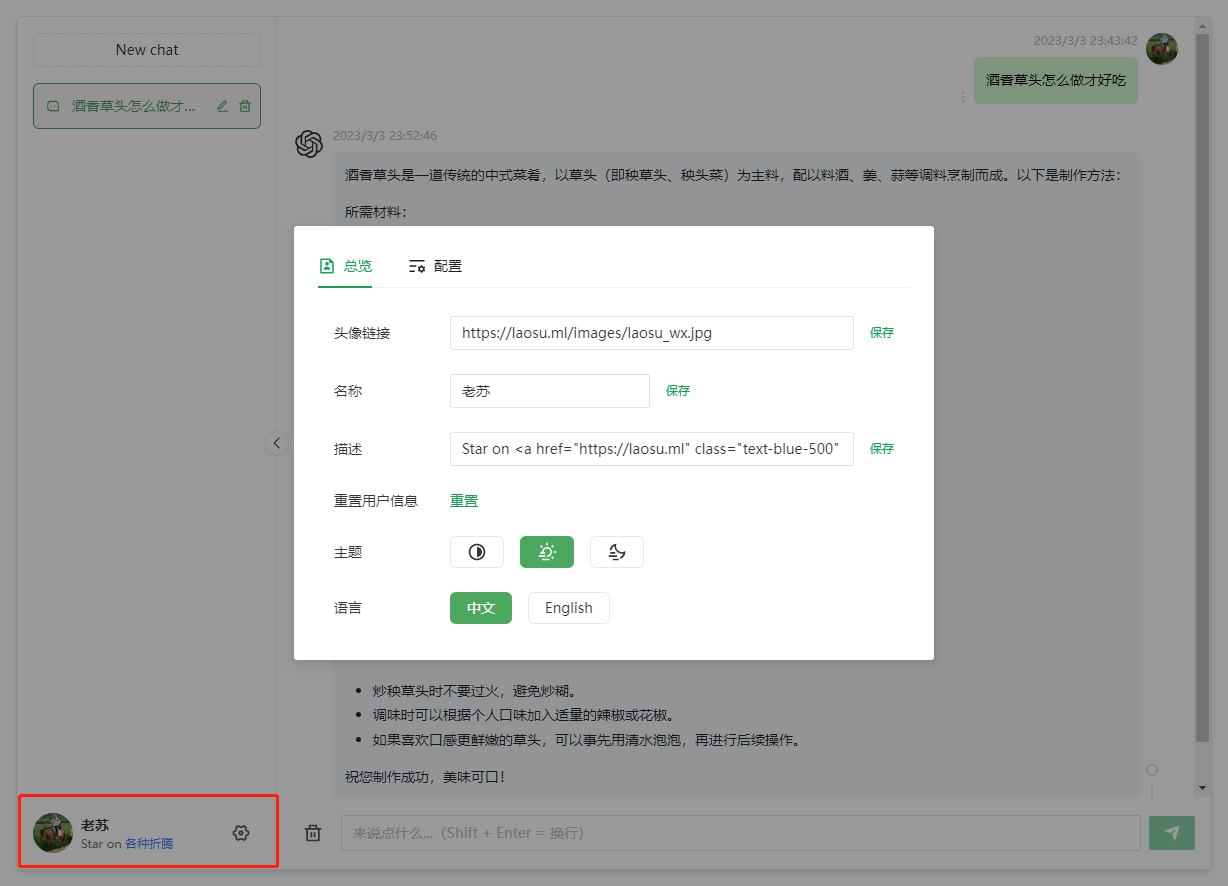 New chat
酒香草头怎么做才...
2023/3/3 23:43:42
酒香草头怎么做才好吃
2023/3/3 23:52:46
酒香草头是一道传统的中式菜肴，以草头（即秧草头、秧头菜）为主料，配以料酒、姜、蒜等调料烹制而成。以下是制作方法：
所需材料：
总览
配置
头像链接
https://laosu.ml/images/laosu_wx.jpg
保存
名称
老苏
保存
描述
Star on <a href="https://laosu.ml" class="text-blue-500"
保存
重置用户信息
重置
主题
语言
中文
English
炒秧草头时不要过火，避免炒糊。
调味时可以根据个人口味加入适量的辣椒或花椒。
如果喜欢口感更鲜嫩的草头，可以事先用清水泡泡，再进行后续操作。
祝您制作成功，美味可口！
老苏
Star on 各种折腾
来说点什么...（Shift + Enter = 换行）